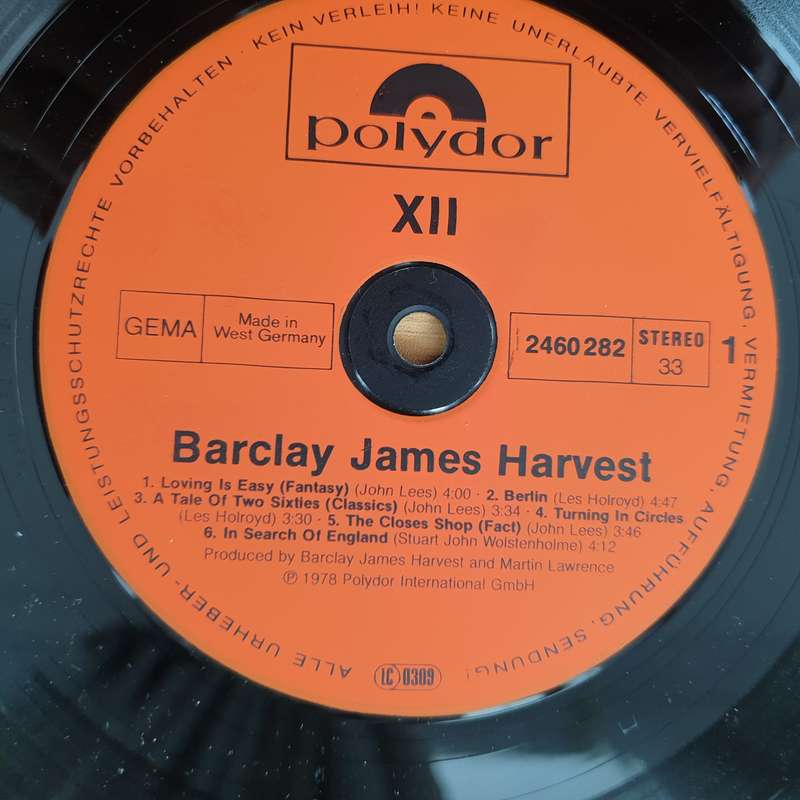 polydor
XII
GEMA
Made in
West Germany
2460 282
STEREO
33
1
Barclay James Harvest
1. Loving Is Easy (Fantasy) (John Lees) 4:00 · 2. Berlin (Les Holroyd) 4:47
3. A Tale Of Two Sixties (Classics) (John Lees) 3:34 · 4. Turning In Circles
(Les Holroyd) 3:30 · 5. The Closes Shop (Fact) (John Lees) 3:46
6. In Search Of England (Stuart John Wolstenholme) 4:12
Produced by Barclay James Harvest and Martin Lawrence
℗ 1978 Polydor International GmbH
LC 0309
ALLE URHEBER- UND LEISTUNGSSCHUTZRECHTE VORBEHALTEN · KEIN VERLEIH! KEINE UNERLAUBTE VERVIELFÄLTIGUNG, VERMIETUNG, AUFFÜHRUNG, SENDUNG!